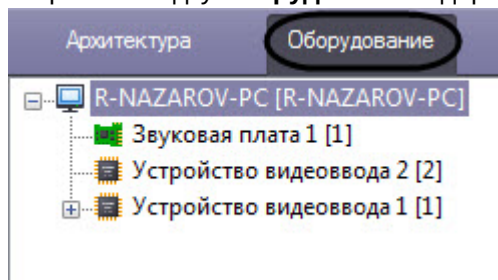 Архитектура Оборудование
R-NAZAROV-PC [R-NAZAROV-PC]
Звуковая плата 1 [1]
Устройство видеоввода 2 [2]
Устройство видеоввода 1 [1]